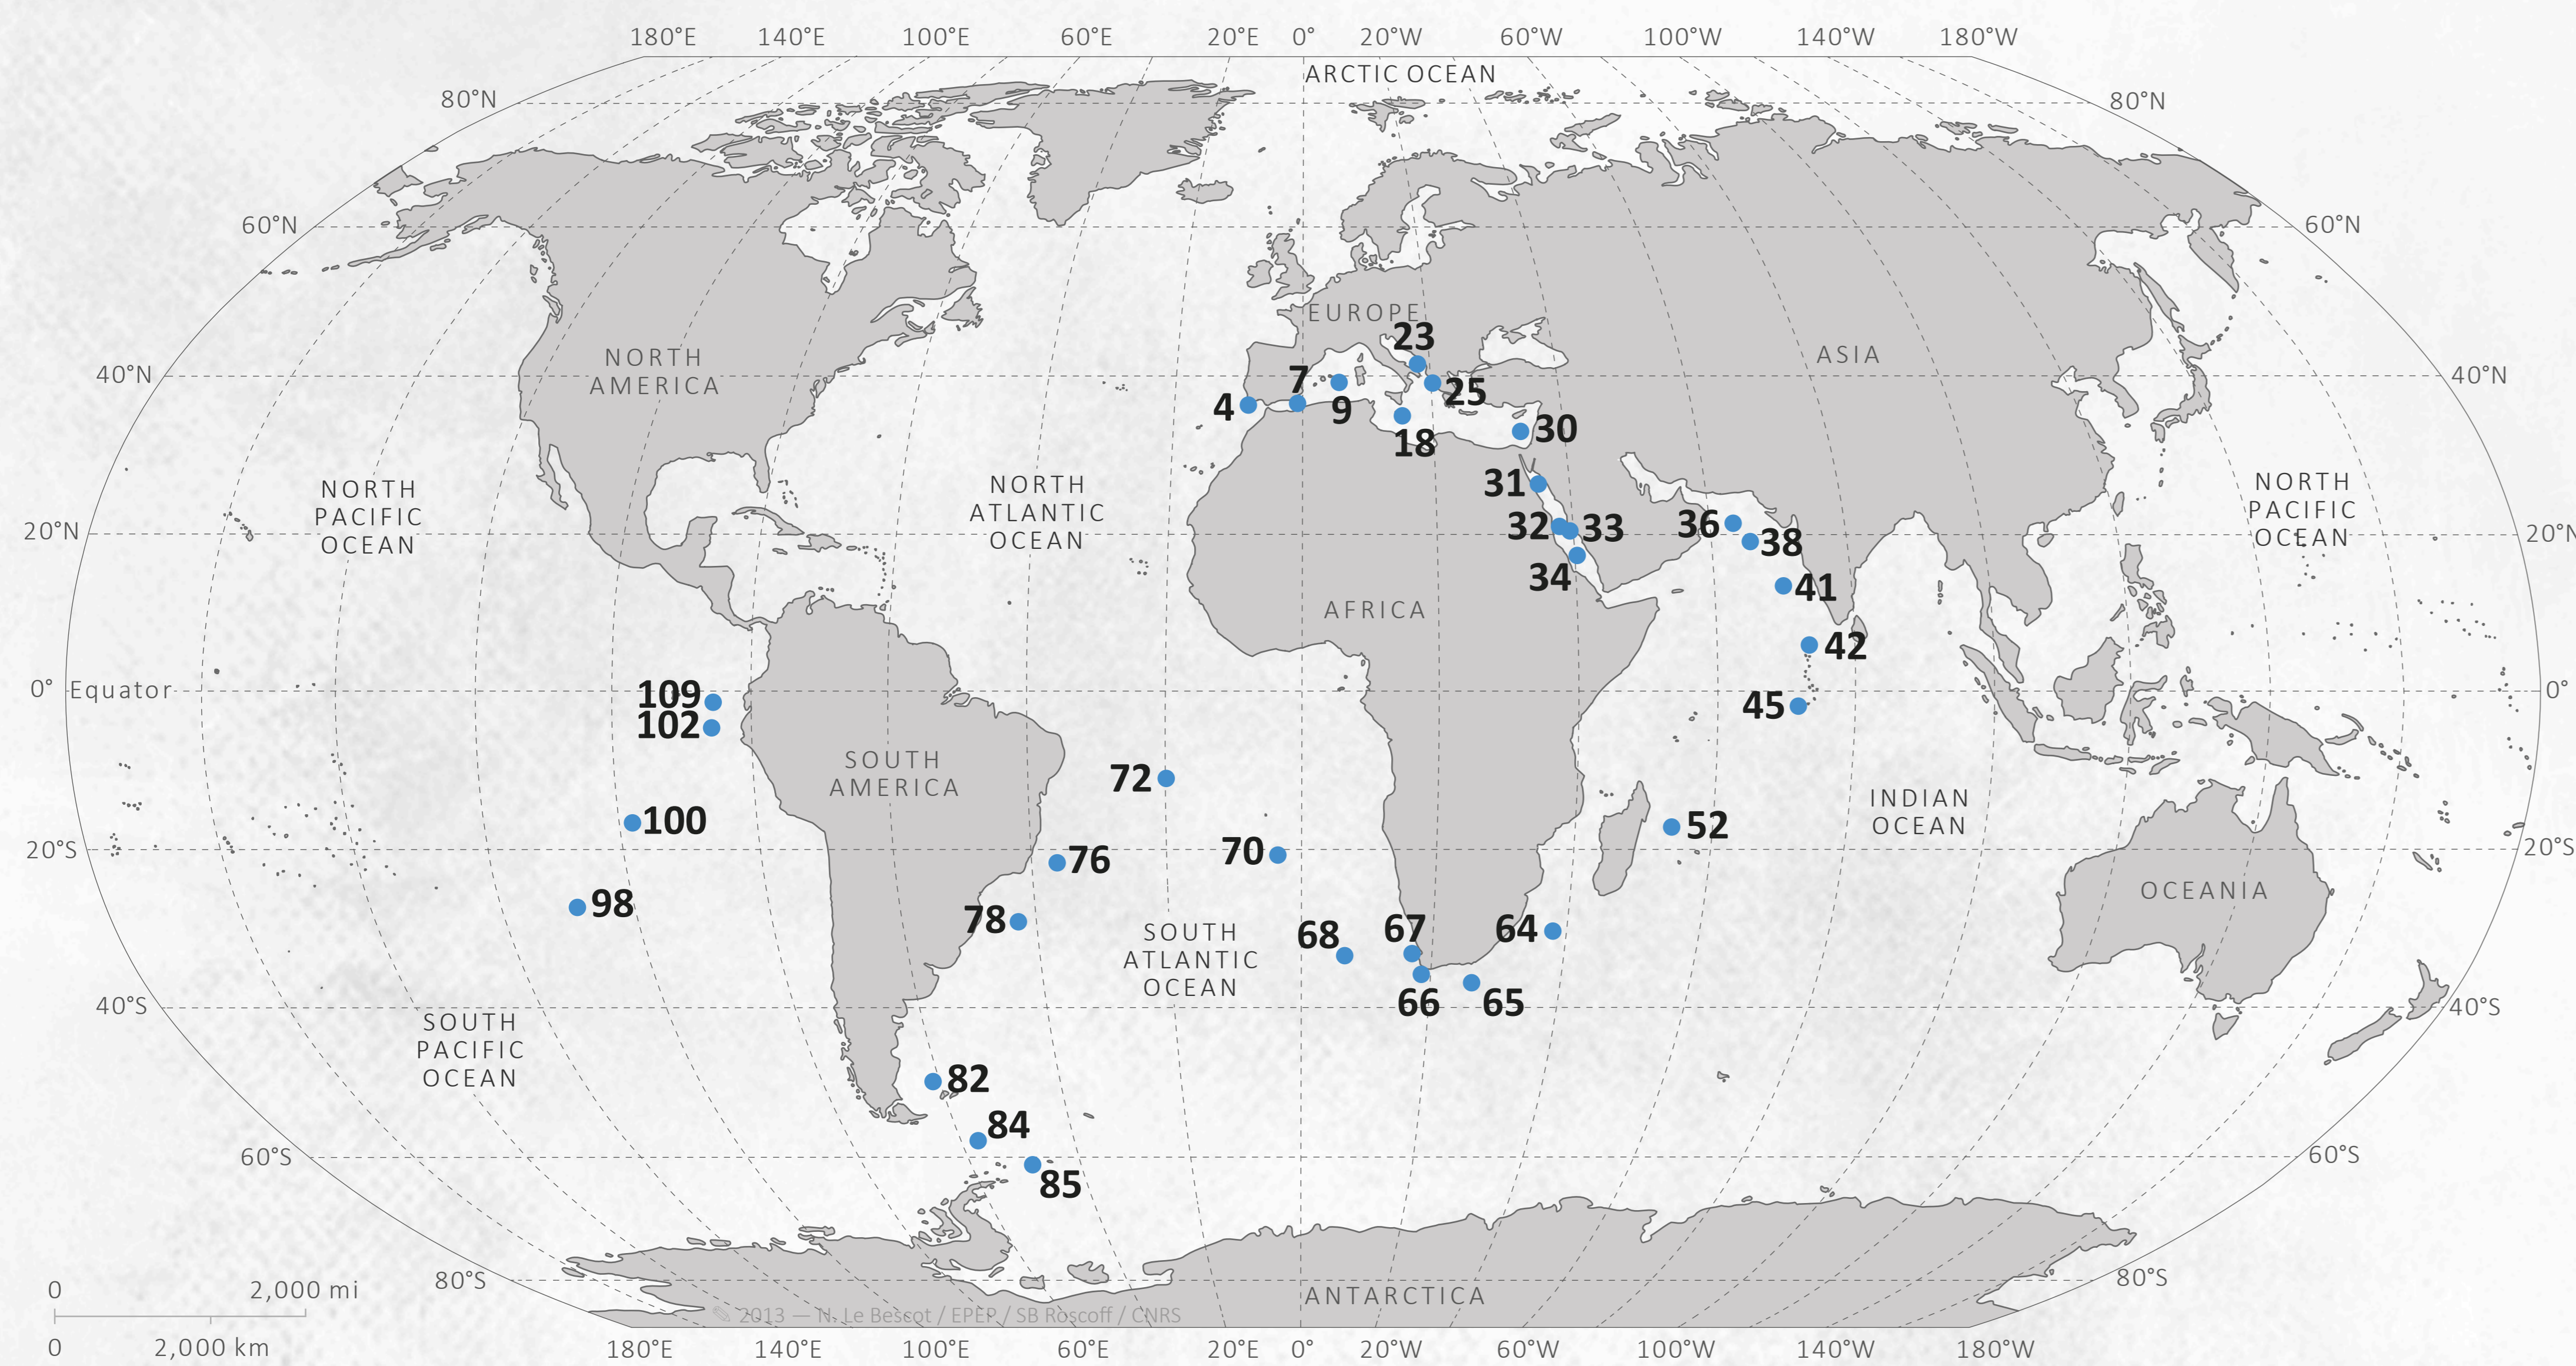 180°E 140°E 100°E 60°E 20°E 0° 20°W 60°W 100°W 140°W 180°W
ARCTIC OCEAN
80°N 80°N
60°N 60°N
EUROPE
23
NORTH
AMERICA
ASIA
40°N 40°N
7
4 9 25
18 30
NORTH
PACIFIC
OCEAN
NORTH
ATLANTIC
OCEAN
31
NORTH
PACIFIC
OCEAN
20°N 20°N
32 33 36 38
34 41
AFRICA
42
0° Equator 0°
109 45
102
SOUTH
AMERICA
72
INDIAN
OCEAN
100 52
20°S 20°S
76 70
OCEANIA
98
78 68 67 64
SOUTH
ATLANTIC
OCEAN
66 65
40°S 40°S
SOUTH
PACIFIC
OCEAN
82
84
60°S 60°S
85
80°S 80°S
0 2,000 mi
0 2,000 km
ANTARCTICA
2013 — N. Le Bescot / EPEP / SB Roscoff / CNRS
180°E 140°E 100°E 60°E 20°E 0° 20°W 60°W 100°W 140°W 180°W